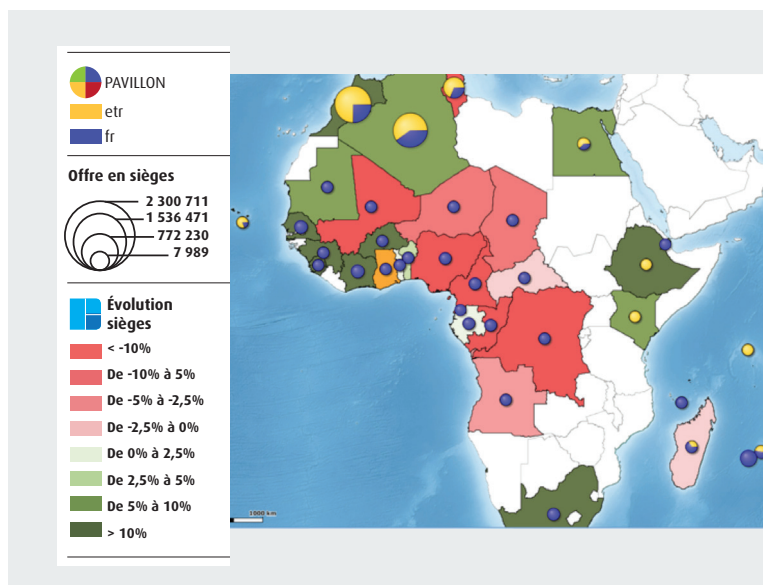 PAVILLON
etr
fr
Offre en sièges
2 300 711
1 536 471
772 230
7 989
Évolution
sièges
< -10%
De -10% à 5%
De -5% à -2,5%
De -2,5% à 0%
De 0% à 2,5%
De 2,5% à 5%
De 5% à 10%
> 10%
1000 km